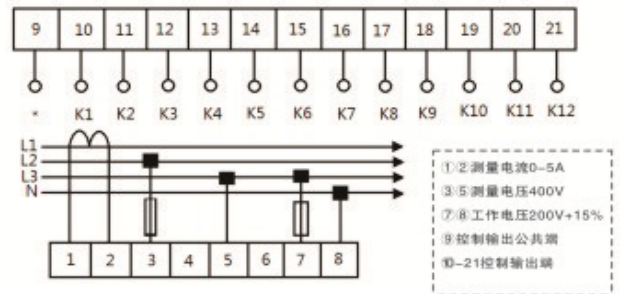 9 10 11 12 13 14 15 16 17 18 19 20 21
* K1 K2 K3 K4 K5 K6 K7 K8 K9 K10 K11 K12
L1
L2
L3
N
1 2 3 4 5 6 7 8
①②测量电流0-5A
③⑤测量电压400V
⑦⑧工作电压200V+15%
⑨控制输出公共端
⑩-21控制输出端